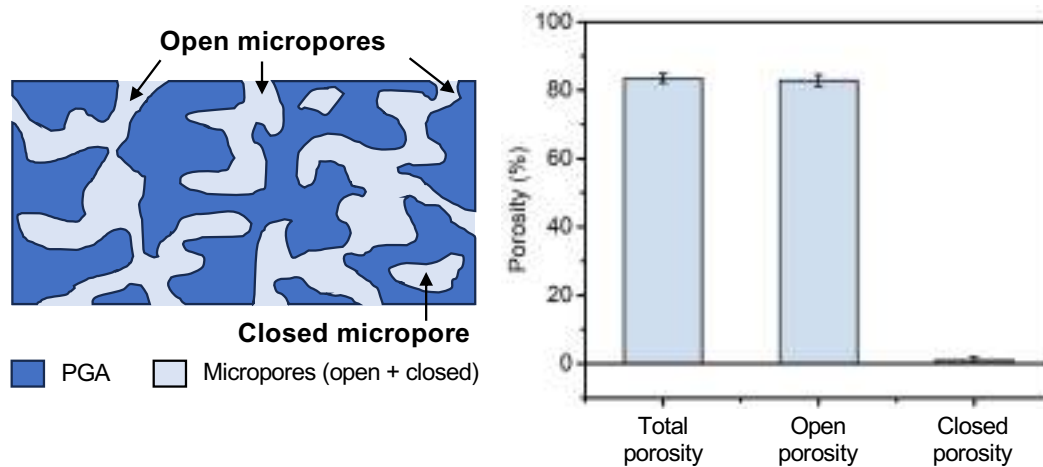 Open micropores
Closed micropore
PGA
Micropores (open + closed)
Porosity (%)
100
80
60
40
20
0
Total
porosity
Open
porosity
Closed
porosity